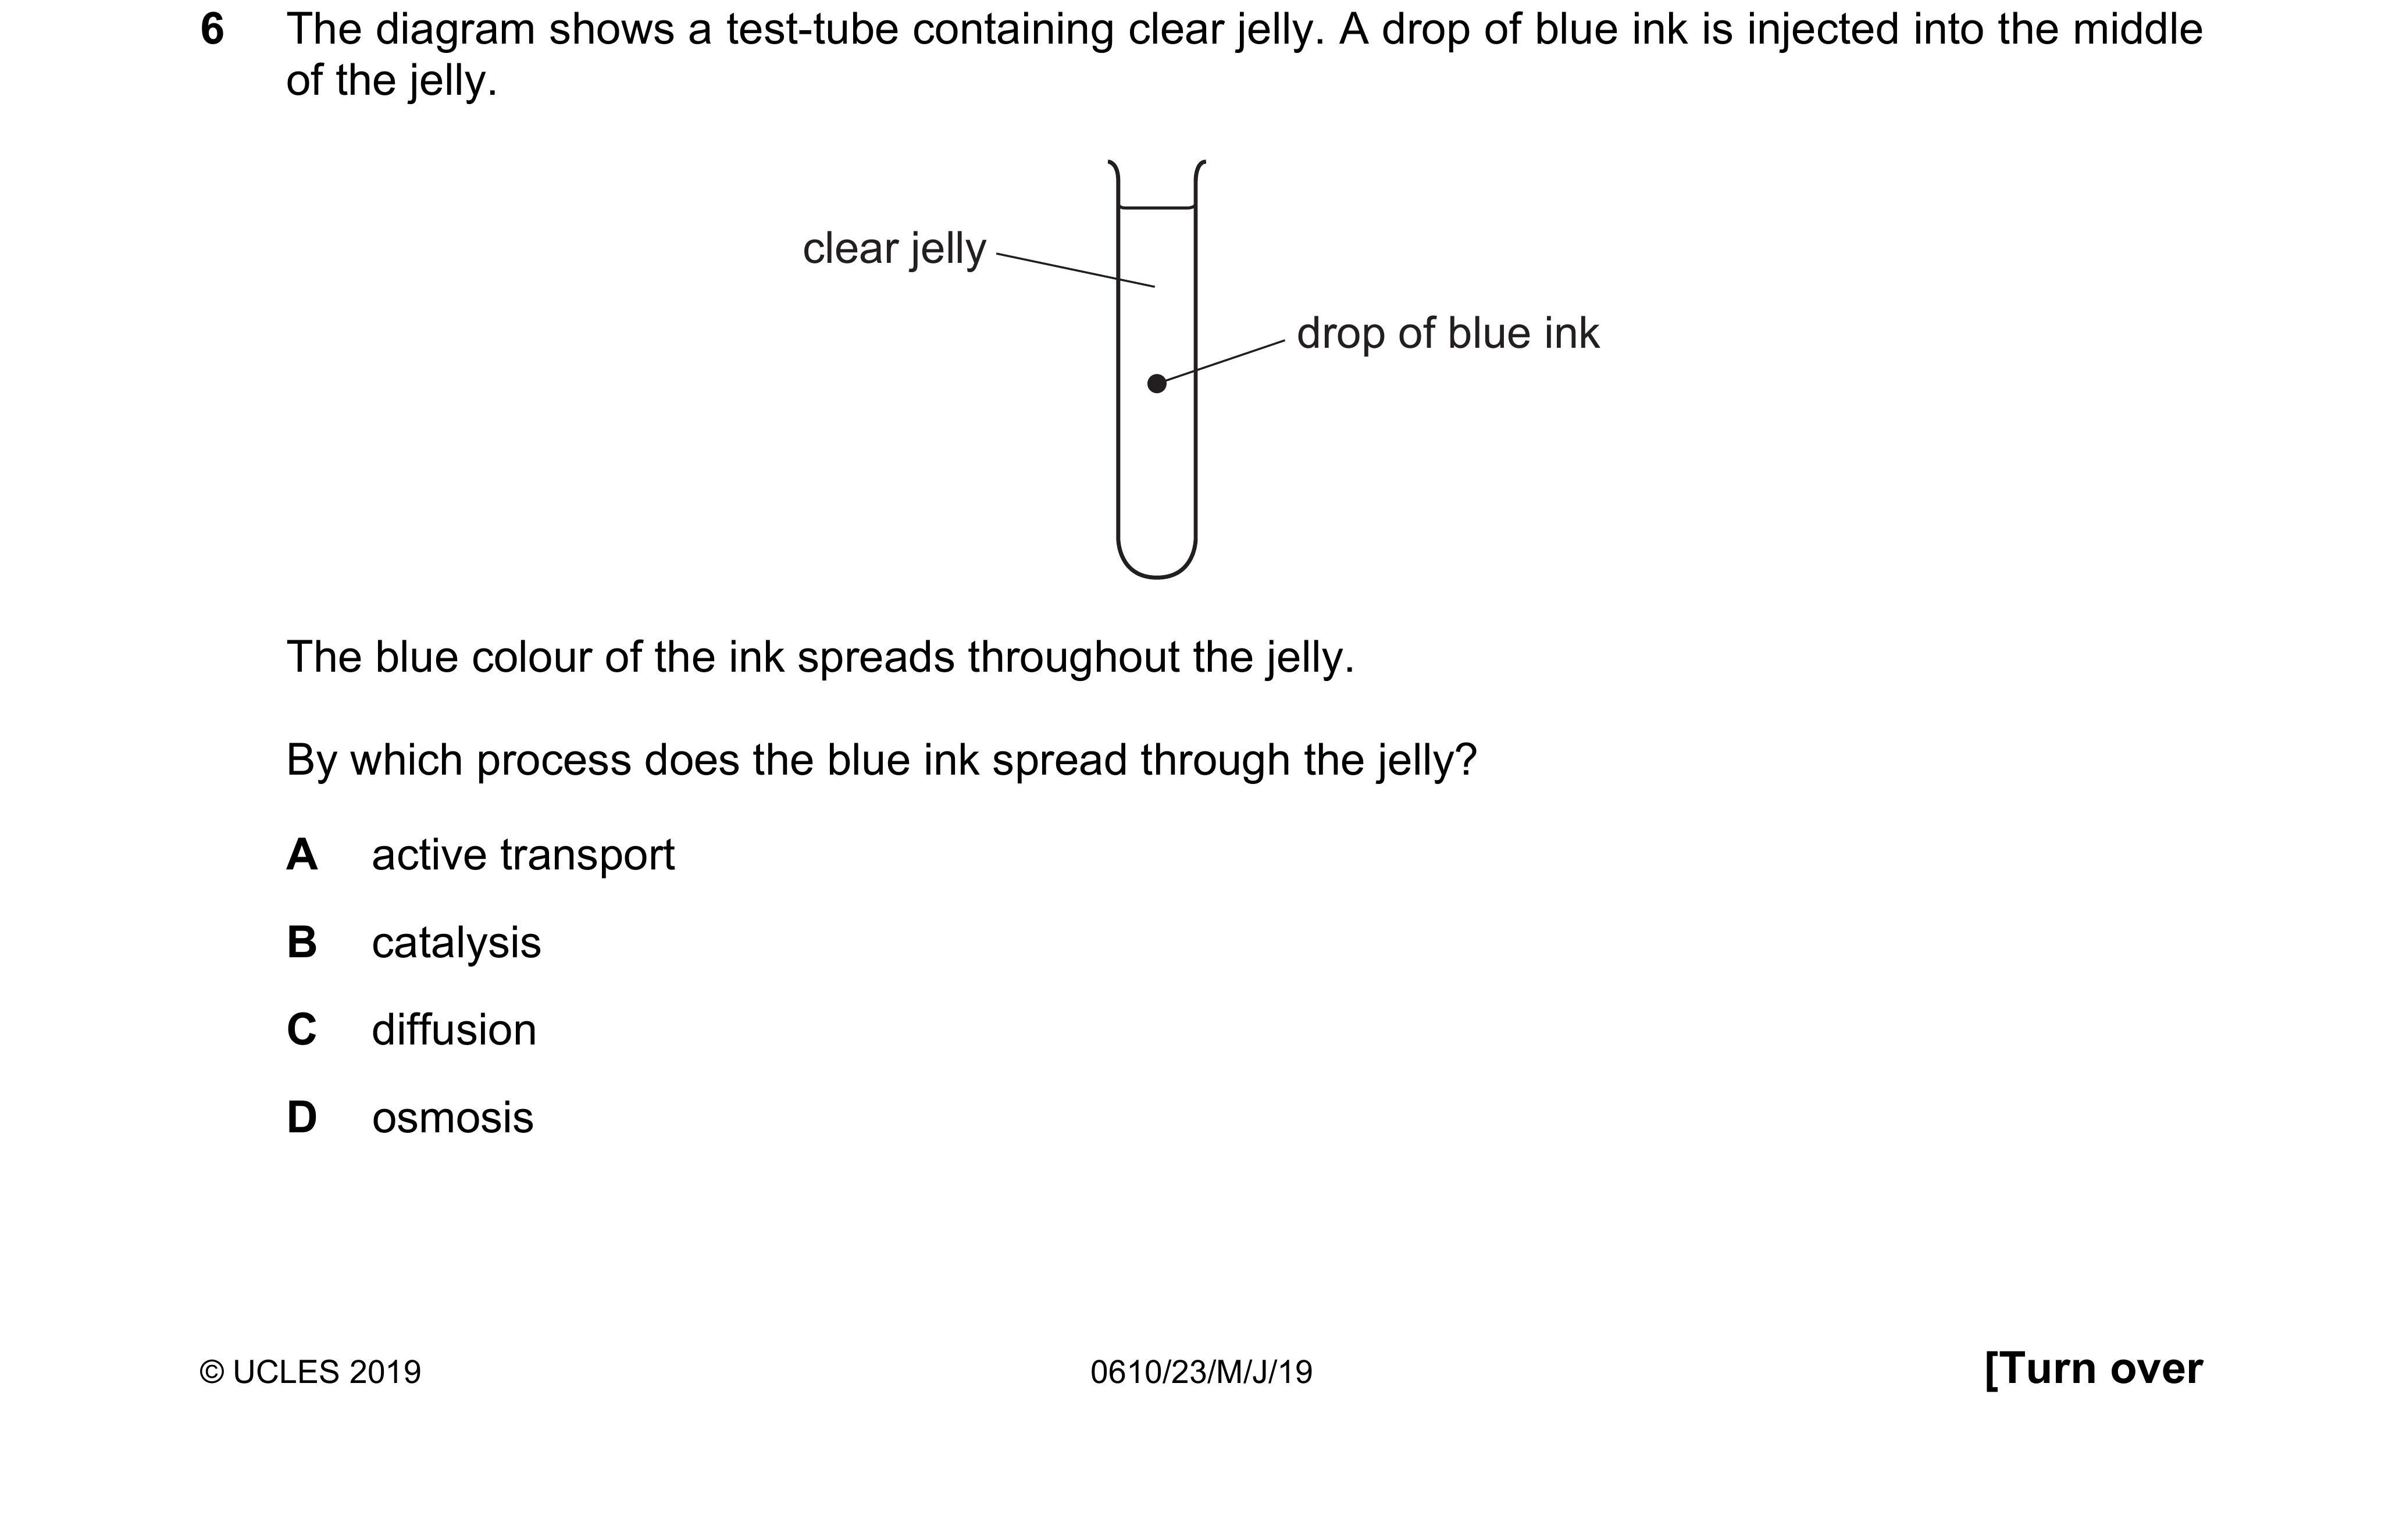 6 The diagram shows a test-tube containing clear jelly. A drop of blue ink is injected into the middle
of the jelly.
clear jelly
drop of blue ink
The blue colour of the ink spreads throughout the jelly.
By which process does the blue ink spread through the jelly?
A active transport
B catalysis
C diffusion
D osmosis
© UCLES 2019 0610/23/M/J/19 [Turn over